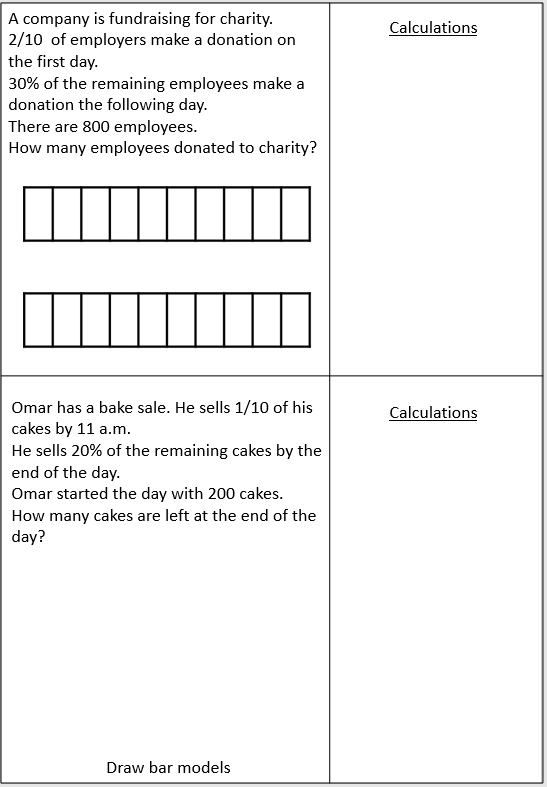 A company is fundraising for charity.
2/10  of employers make a donation on
the first day.
30% of the remaining employees make a
donation the following day.
There are 800 employees.
How many employees donated to charity?
Calculations
Omar has a bake sale. He sells 1/10 of his
cakes by 11 a.m.
He sells 20% of the remaining cakes by the
end of the day.
Omar started the day with 200 cakes.
How many cakes are left at the end of the
day?
Draw bar models
Calculations